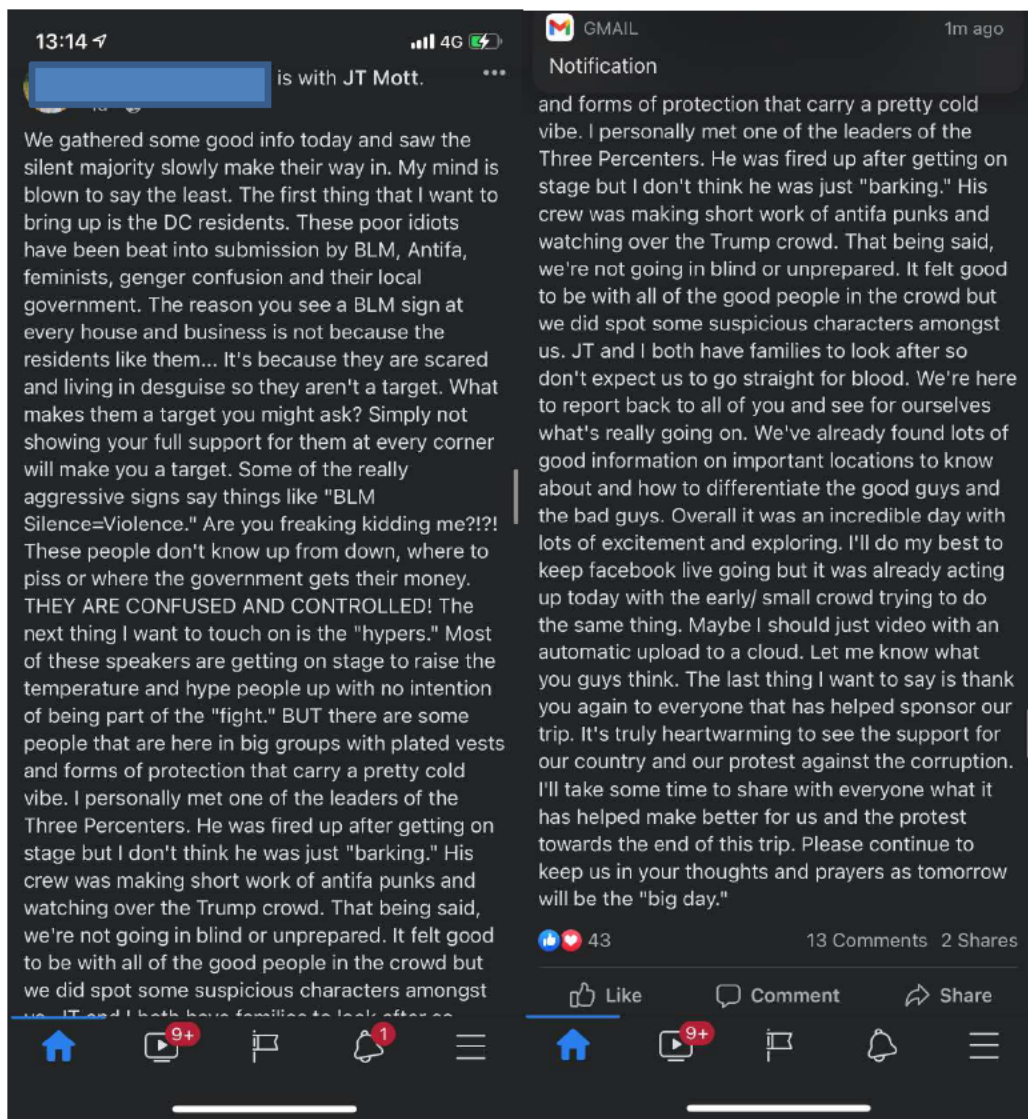 13:14
4G
is with JT Mott.
We gathered some good info today and saw the
silent majority slowly make their way in. My mind is
blown to say the least. The first thing that I want to
bring up is the DC residents. These poor idiots
have been beat into submission by BLM, Antifa,
feminists, genger confusion and their local
government. The reason you see a BLM sign at
every house and business is not because the
residents like them... It's because they are scared
and living in desguise so they aren't a target. What
makes them a target you might ask? Simply not
showing your full support for them at every corner
will make you a target. Some of the really
aggressive signs say things like "BLM
Silence=Violence." Are you freaking kidding me?!?!
These people don't know up from down, where to
piss or where the government gets their money.
THEY ARE CONFUSED AND CONTROLLED! The
next thing I want to touch on is the "hypers." Most
of these speakers are getting on stage to raise the
temperature and hype people up with no intention
of being part of the "fight." BUT there are some
people that are here in big groups with plated vests
and forms of protection that carry a pretty cold
vibe. I personally met one of the leaders of the
Three Percenters. He was fired up after getting on
stage but I don't think he was just "barking." His
crew was making short work of antifa punks and
watching over the Trump crowd. That being said,
we're not going in blind or unprepared. It felt good
to be with all of the good people in the crowd but
we did spot some suspicious characters amongst
us. JT and I both have families to look after so
9+
1
GMAIL
1m ago
Notification
and forms of protection that carry a pretty cold
vibe. I personally met one of the leaders of the
Three Percenters. He was fired up after getting on
stage but I don't think he was just "barking." His
crew was making short work of antifa punks and
watching over the Trump crowd. That being said,
we're not going in blind or unprepared. It felt good
to be with all of the good people in the crowd but
we did spot some suspicious characters amongst
us. JT and I both have families to look after so
don't expect us to go straight for blood. We're here
to report back to all of you and see for ourselves
what's really going on. We've already found lots of
good information on important locations to know
about and how to differentiate the good guys and
the bad guys. Overall it was an incredible day with
lots of excitement and exploring. I'll do my best to
keep facebook live going but it was already acting
up today with the early/ small crowd trying to do
the same thing. Maybe I should just video with an
automatic upload to a cloud. Let me know what
you guys think. The last thing I want to say is thank
you again to everyone that has helped sponsor our
trip. It's truly heartwarming to see the support for
our country and our protest against the corruption.
I'll take some time to share with everyone what it
has helped make better for us and the protest
towards the end of this trip. Please continue to
keep us in your thoughts and prayers as tomorrow
will be the "big day."
43
13 Comments 2 Shares
Like
Comment
Share
9+